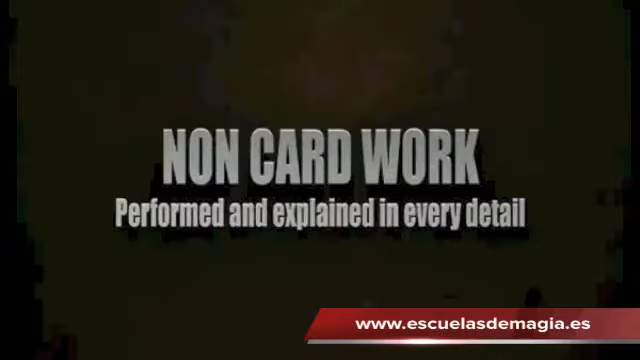 NON CARD WORK
Performed and explained in every detail
www.escuelasdemagia.es